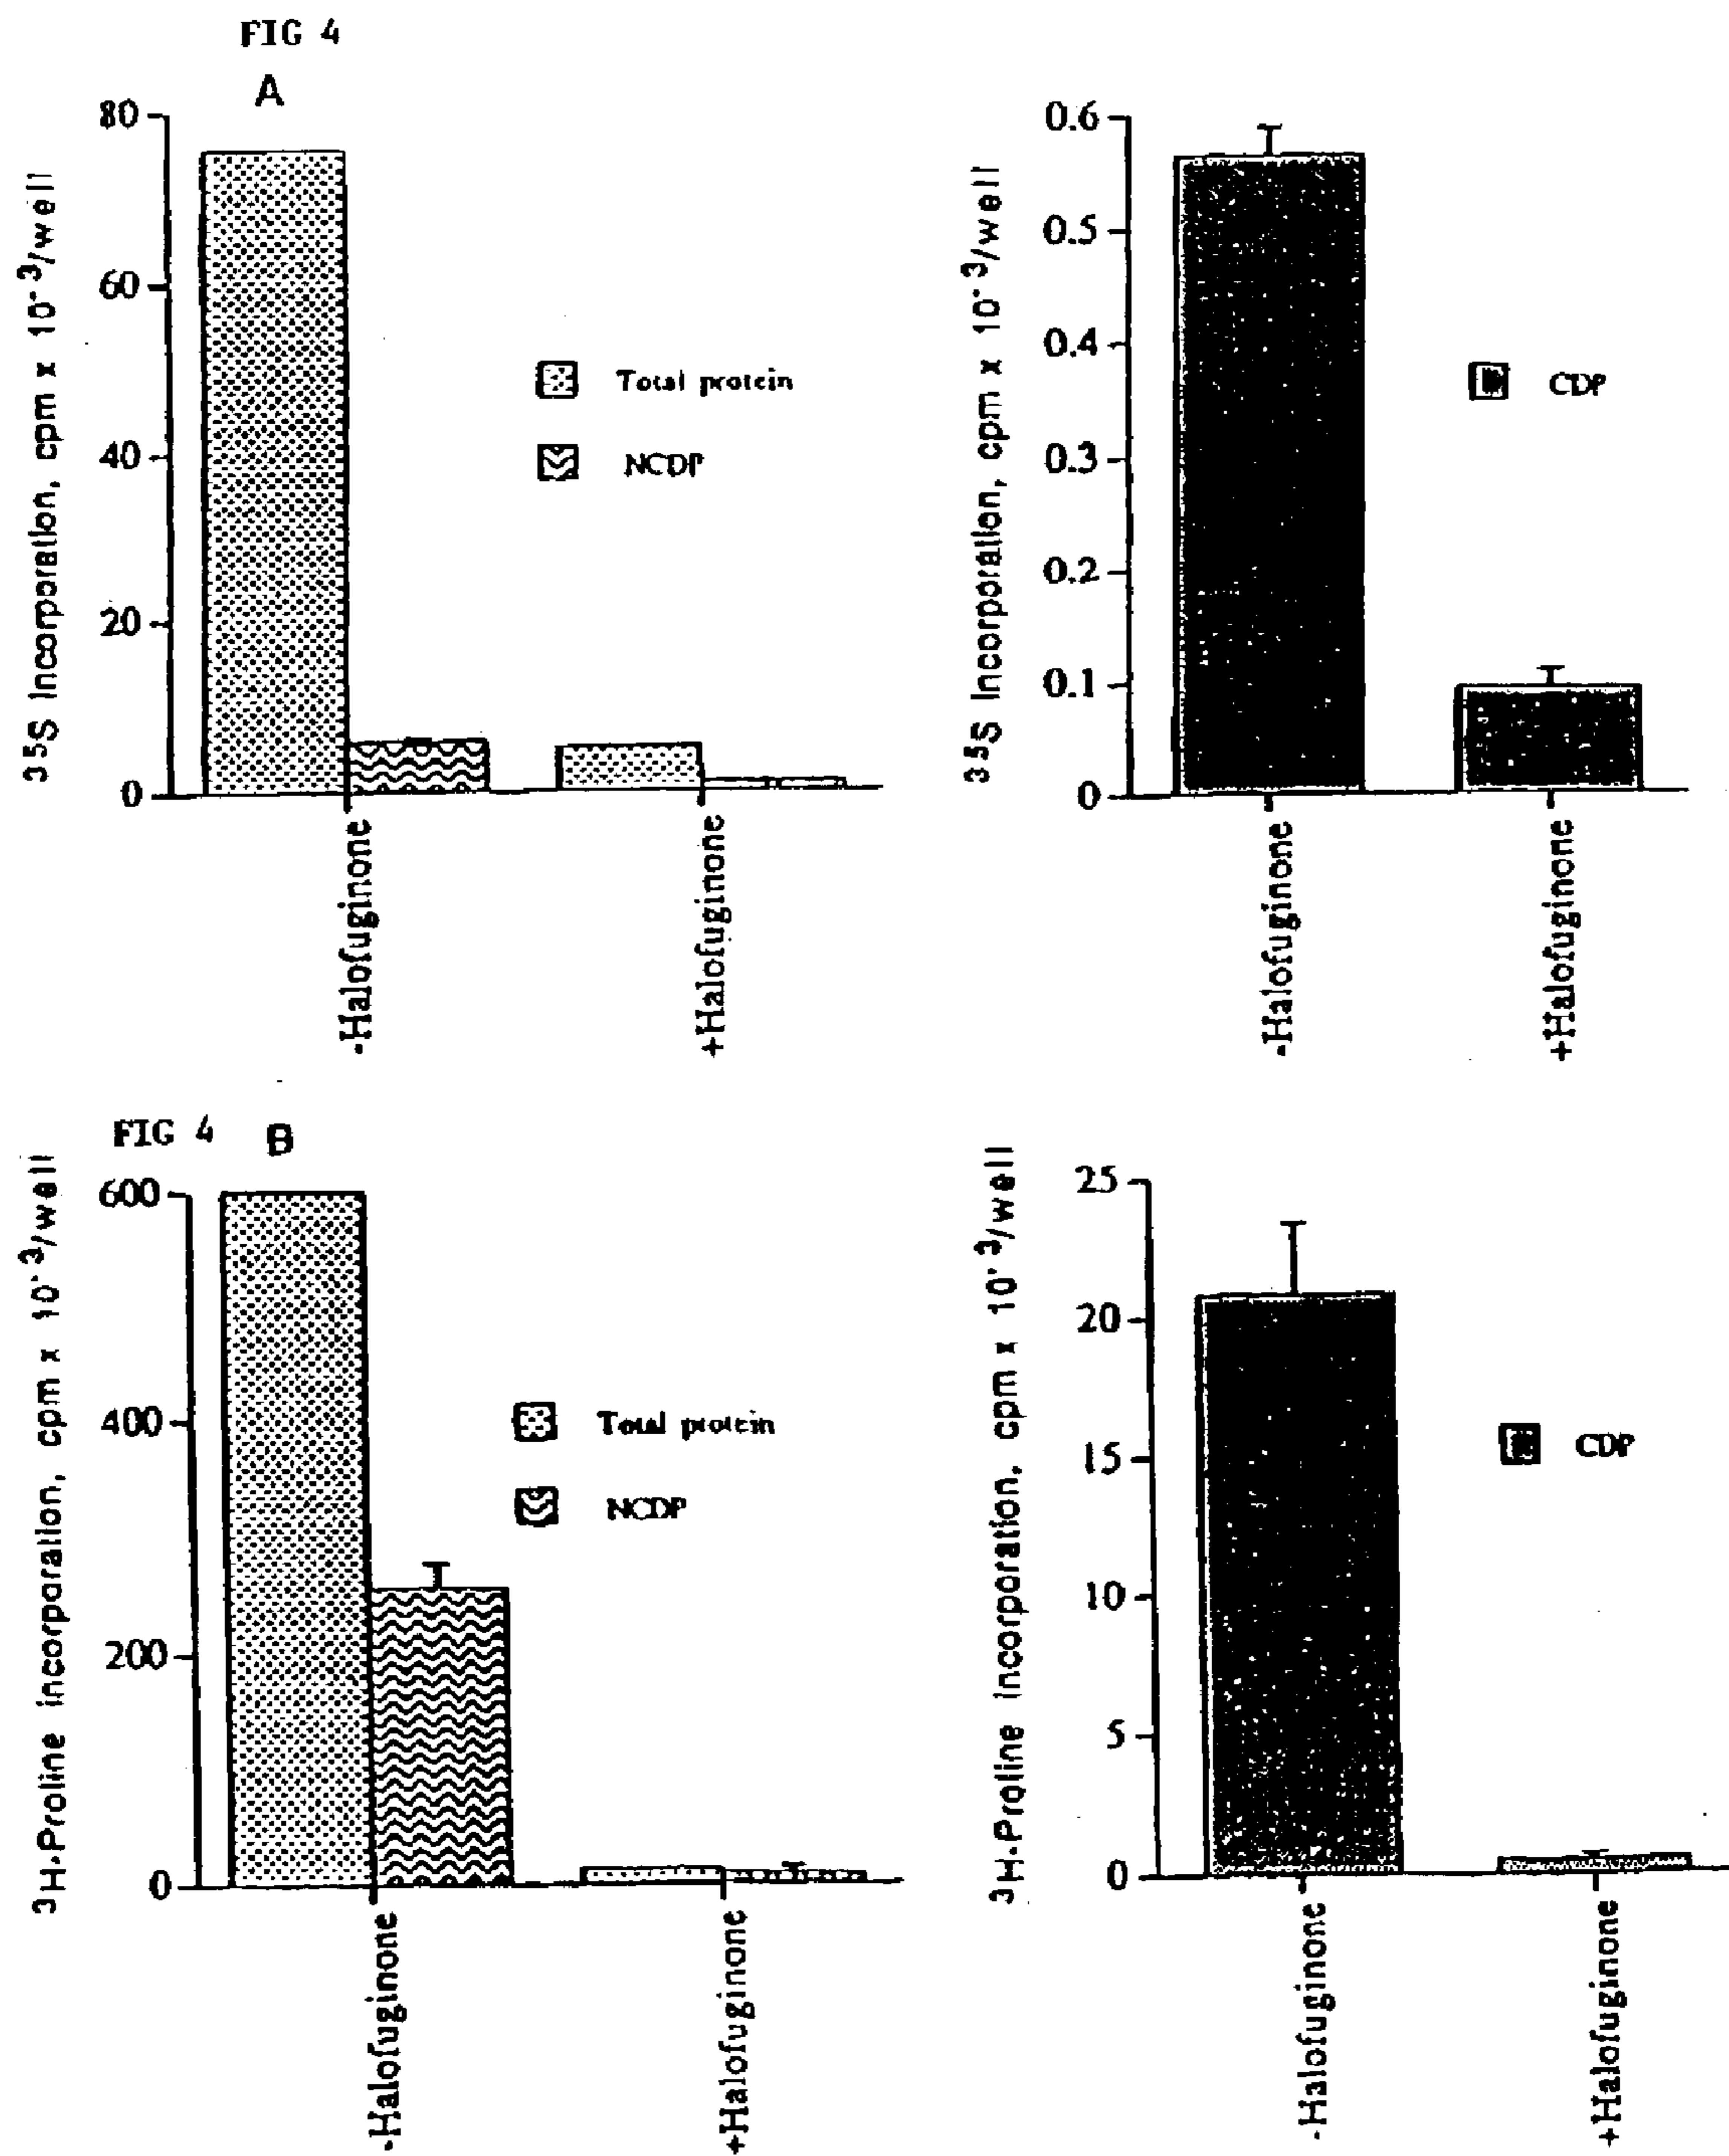 FIG 4
A
³⁵S Incorporation, cpm x 10⁻³/well
80
60
40
20
0
Total protein
NCDP
-Halofuginone
+Halofuginone
³⁵S Incorporation, cpm x 10⁻³/well
0.6
0.5
0.4
0.3
0.2
0.1
0
CDP
-Halofuginone
+Halofuginone
FIG 4 B
³H-Proline incorporation, cpm x 10⁻³/well
600
400
200
0
Total protein
NCDP
-Halofuginone
+Halofuginone
³H-Proline incorporation, cpm x 10⁻³/well
25
20
15
10
5
0
CDP
-Halofuginone
+Halofuginone